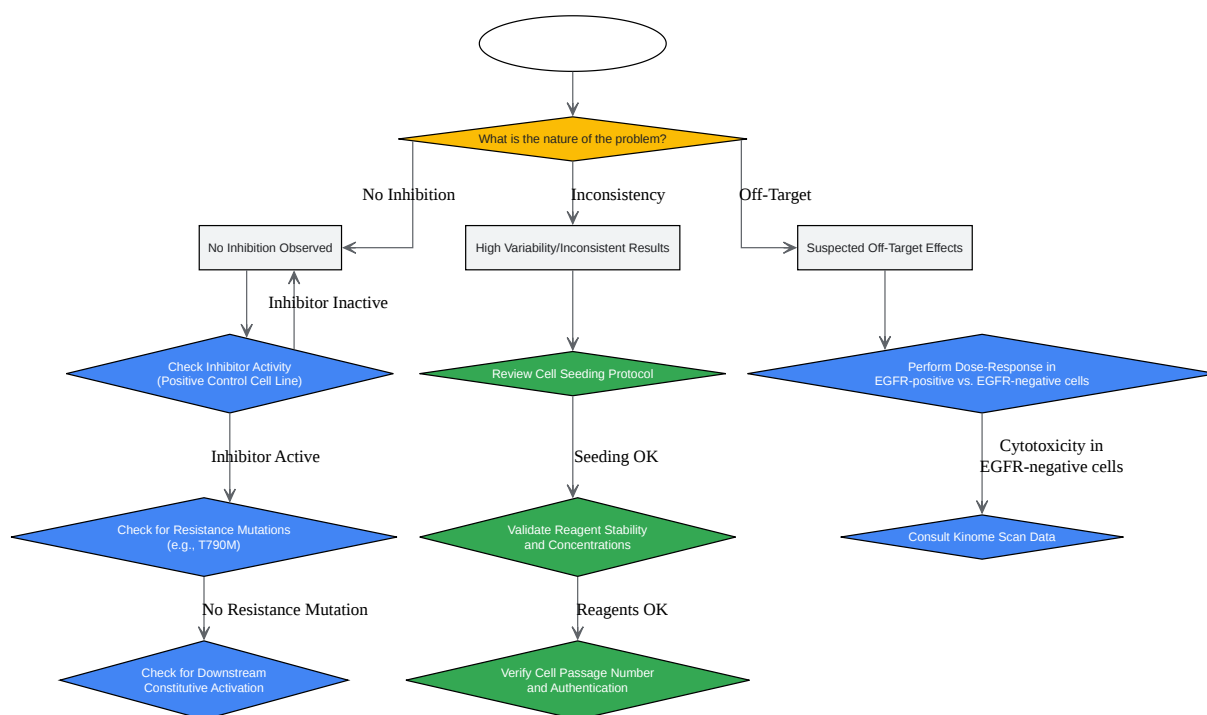 What is the nature of the problem?
No Inhibition
Inconsistency
Off-Target
No Inhibition Observed
High Variability/Inconsistent Results
Suspected Off-Target Effects
Inhibitor Inactive
Check Inhibitor Activity
(Positive Control Cell Line)
Review Cell Seeding Protocol
Perform Dose-Response in
EGFR-positive vs. EGFR-negative cells
Inhibitor Active
Seeding OK
Cytotoxicity in
EGFR-negative cells
Check for Resistance Mutations
(e.g., T790M)
Validate Reagent Stability
and Concentrations
Consult Kinome Scan Data
No Resistance Mutation
Reagents OK
Check for Downstream
Constitutive Activation
Verify Cell Passage Number
and Authentication